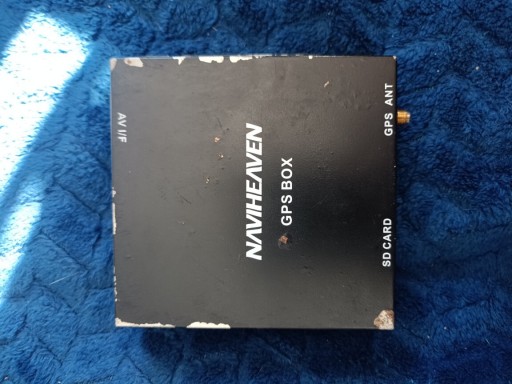 AV I/F
NAVIHEAVEN
GPS BOX
GPS ANT
SD CARD